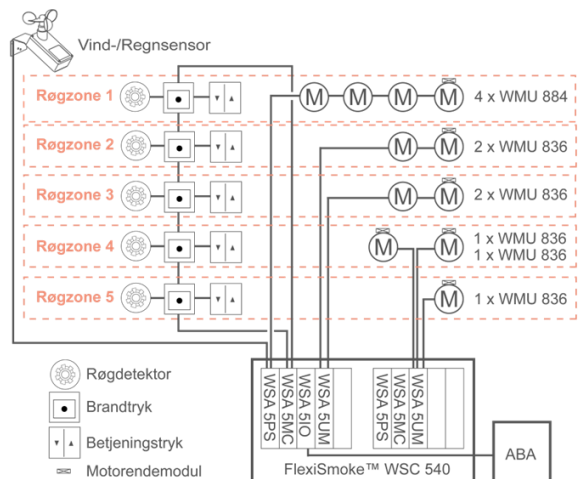 Vind-/Regnsensor
Røgzone 1
M M M M
4 x WMU 884
Røgzone 2
M M
2 x WMU 836
Røgzone 3
M M
2 x WMU 836
Røgzone 4
M M
1 x WMU 836
1 x WMU 836
Røgzone 5
M
1 x WMU 836
WSA 5PS
WSA 5MC
WSA 5IO
WSA 5UM
WSA 5PS
WSA 5MC
WSA 5UM
Røgdetektor
Brandtryk
Betjeningstryk
Motorendemodul
FlexiSmoke™ WSC 540
ABA